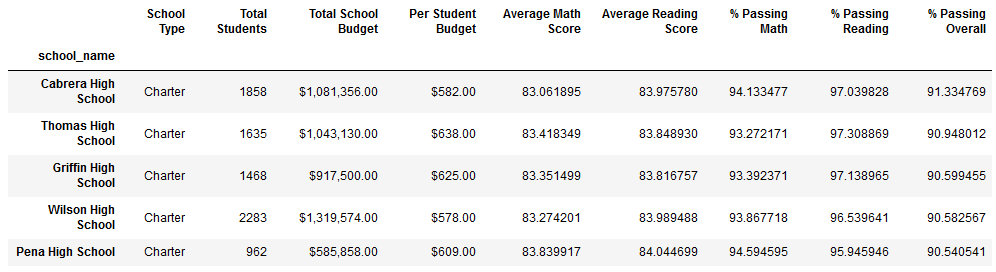 School Type Total Students Total School Budget Per Student Budget Average Math Score Average Reading Score % Passing Math % Passing Reading % Passing Overall
school_name
Cabrera High School Charter 1858 $1,081,356.00 $582.00 83.061895 83.975780 94.133477 97.039828 91.334769
Thomas High School Charter 1635 $1,043,130.00 $638.00 83.418349 83.848930 93.272171 97.308869 90.948012
Griffin High School Charter 1468 $917,500.00 $625.00 83.351499 83.816757 93.392371 97.138965 90.599455
Wilson High School Charter 2283 $1,319,574.00 $578.00 83.274201 83.989488 93.867718 96.539641 90.582567
Pena High School Charter 962 $585,858.00 $609.00 83.839917 84.044699 94.594595 95.945946 90.540541